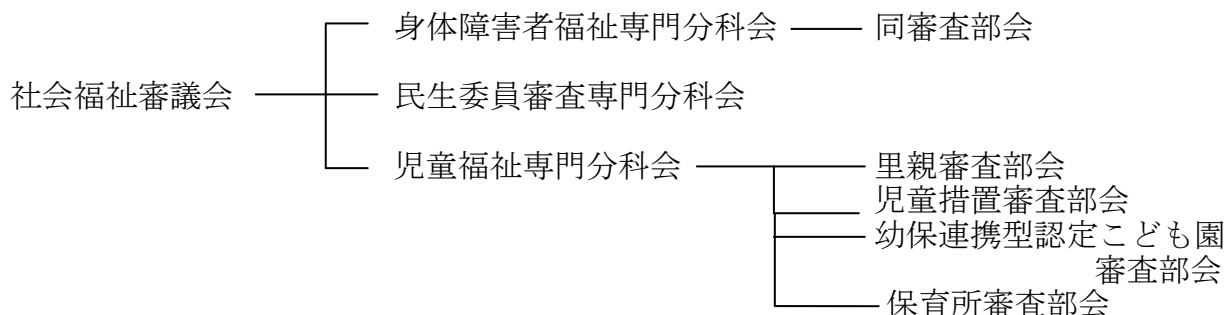 身体障害者福祉専門分科会 同審査部会
社会福祉審議会 民生委員審査専門分科会
児童福祉専門分科会 里親審査部会
児童措置審査部会
幼保連携型認定こども園
審査部会
保育所審査部会